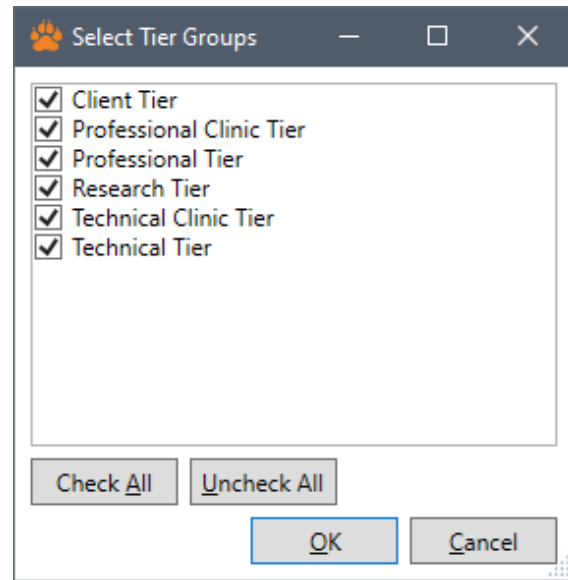 Select Tier Groups
Client Tier
Professional Clinic Tier
Professional Tier
Research Tier
Technical Clinic Tier
Technical Tier
Check All Uncheck All
OK Cancel